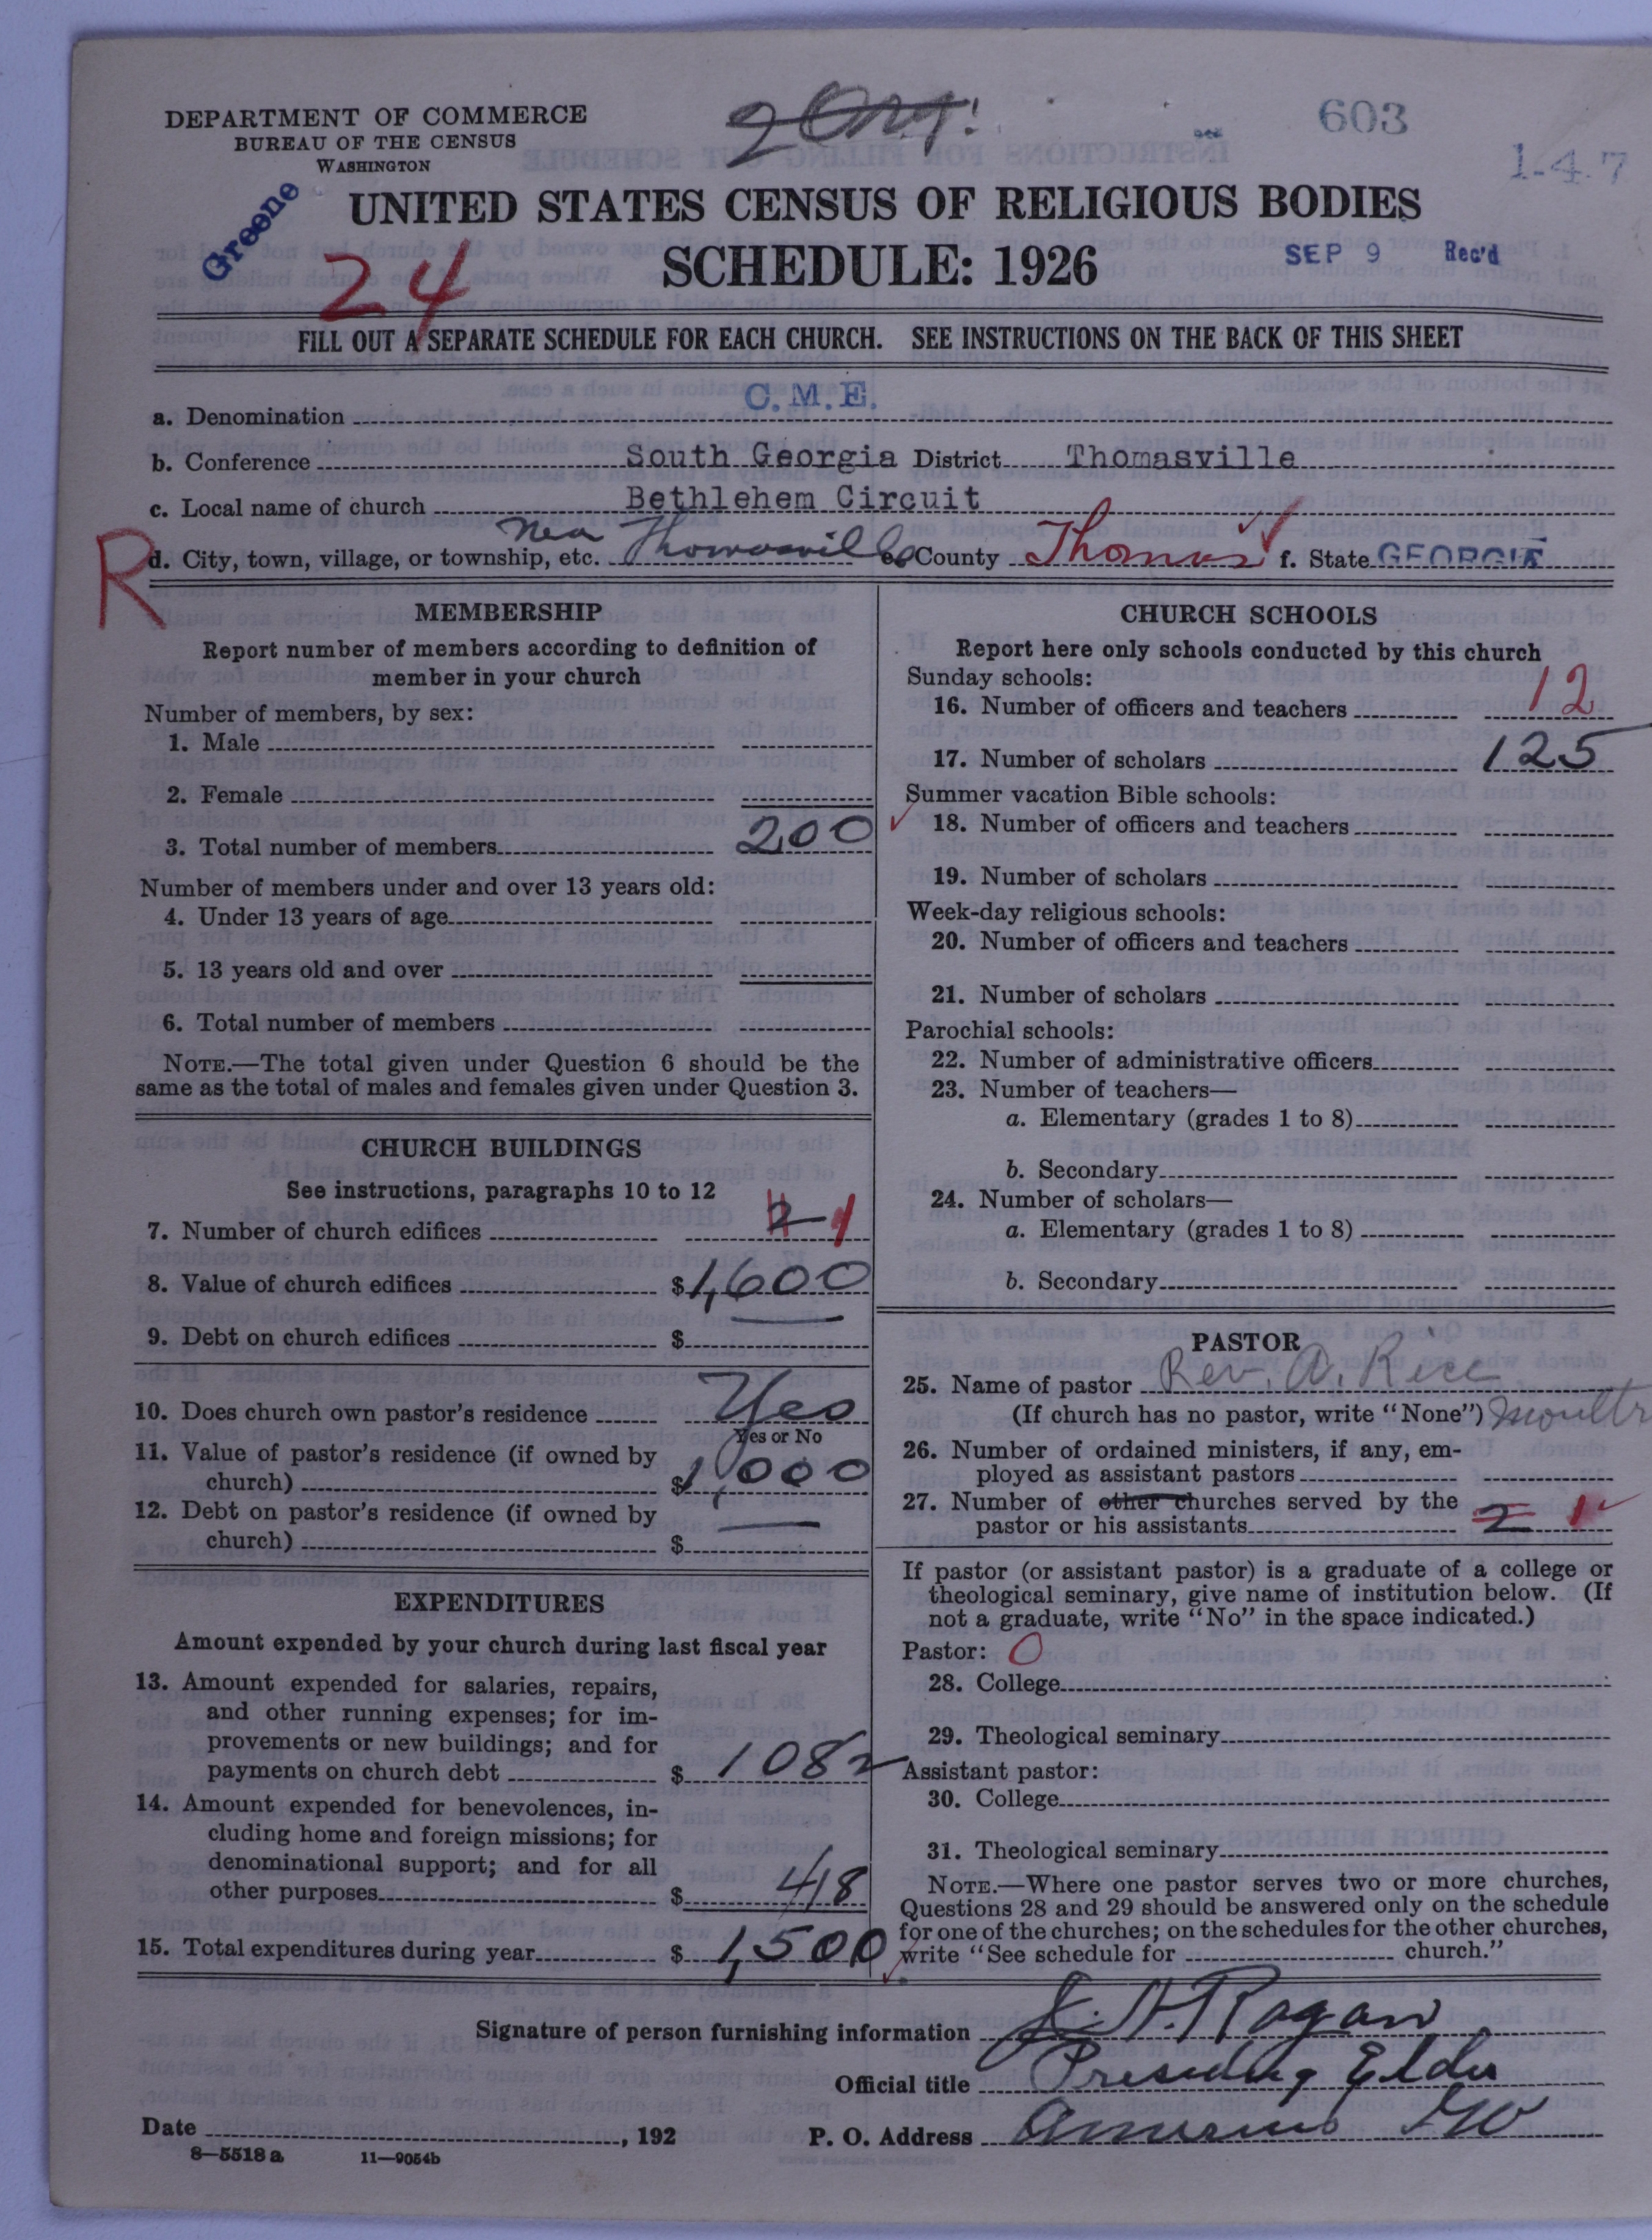 DEPARTMENT OF COMMERCE
BUREAU OF THE CENSUS
WASHINGTON
2 Org.
603
1-4-7
Greene
24
UNITED STATES CENSUS OF RELIGIOUS BODIES
SCHEDULE: 1926
SEP 9 Rec'd
FILL OUT A SEPARATE SCHEDULE FOR EACH CHURCH. SEE INSTRUCTIONS ON THE BACK OF THIS SHEET
a. Denomination C.M.E.
b. Conference South Georgia District Thomasville
c. Local name of church Bethlehem Circuit
R d. City, town, village, or township, etc. near Thomasville e. County Thomas f. State GEORGIA
MEMBERSHIP
Report number of members according to definition of
member in your church
Number of members, by sex:
1. Male
2. Female
3. Total number of members 200
Number of members under and over 13 years old:
4. Under 13 years of age
5. 13 years old and over
6. Total number of members
NOTE.—The total given under Question 6 should be the
same as the total of males and females given under Question 3.
CHURCH BUILDINGS
See instructions, paragraphs 10 to 12
7. Number of church edifices 2 1
8. Value of church edifices $1,600
9. Debt on church edifices $ —
10. Does church own pastor's residence Yes
Yes or No
11. Value of pastor's residence (if owned by
church) $1,000
12. Debt on pastor's residence (if owned by
church) $ —
EXPENDITURES
Amount expended by your church during last fiscal year
13. Amount expended for salaries, repairs,
and other running expenses; for im-
provements or new buildings; and for
payments on church debt $ 1082
14. Amount expended for benevolences, in-
cluding home and foreign missions; for
denominational support; and for all
other purposes $ 418
15. Total expenditures during year $ 1,500
CHURCH SCHOOLS
Report here only schools conducted by this church
Sunday schools:
16. Number of officers and teachers 12
17. Number of scholars 125
Summer vacation Bible schools:
18. Number of officers and teachers
19. Number of scholars
Week-day religious schools:
20. Number of officers and teachers
21. Number of scholars
Parochial schools:
22. Number of administrative officers
23. Number of teachers—
a. Elementary (grades 1 to 8)
b. Secondary
24. Number of scholars—
a. Elementary (grades 1 to 8)
b. Secondary
PASTOR
25. Name of pastor Rev. A. Rice
(If church has no pastor, write "None") Moultr
26. Number of ordained ministers, if any, em-
ployed as assistant pastors
27. Number of other churches served by the
pastor or his assistants 2 1
If pastor (or assistant pastor) is a graduate of a college or
theological seminary, give name of institution below. (If
not a graduate, write "No" in the space indicated.)
Pastor: 0
28. College
29. Theological seminary
Assistant pastor:
30. College
31. Theological seminary
NOTE.—Where one pastor serves two or more churches,
Questions 28 and 29 should be answered only on the schedule
for one of the churches; on the schedules for the other churches,
write "See schedule for church."
Signature of person furnishing information J. H. Ragan
Official title Presiding Elder
Date , 192 P. O. Address Americus Ga
8—5518 a 11—9054b